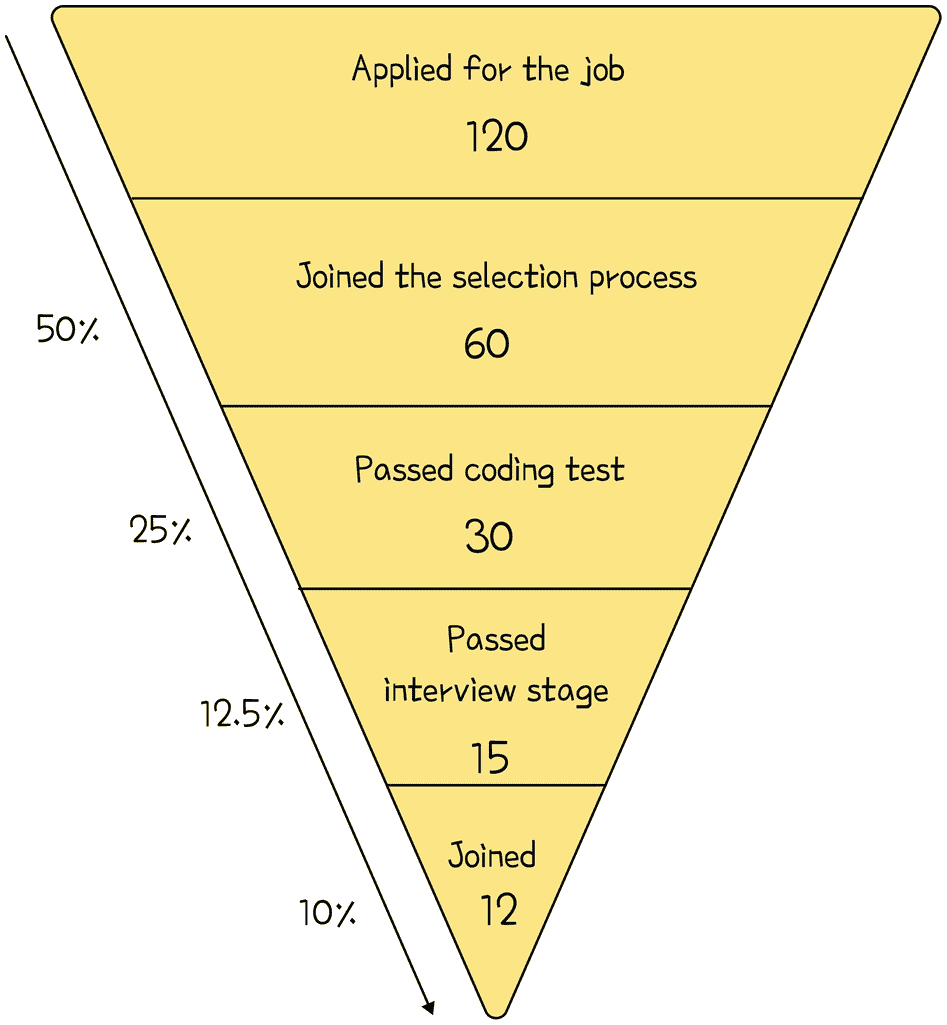 Applied for the job
120
Joined the selection process
60
50%
Passed coding test
30
25%
Passed
interview stage
15
12.5%
Joined
12
10%